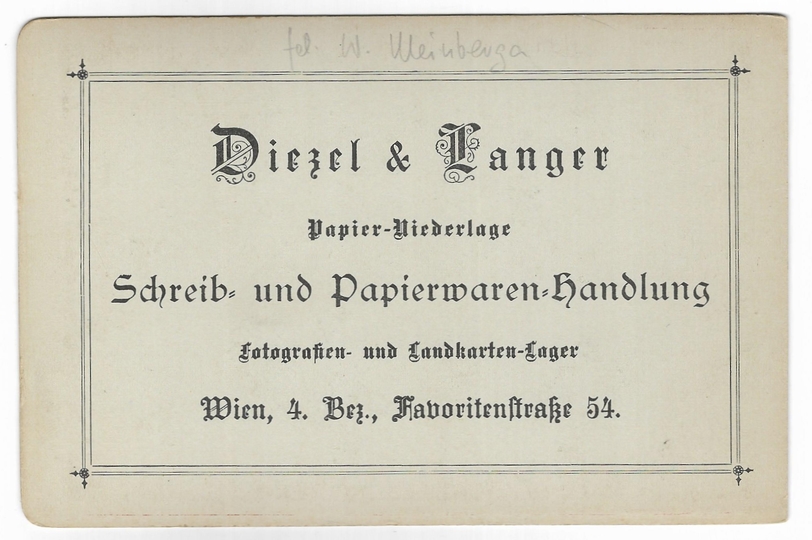 W.
Diezel & Langer
Papier-Niederlage
Schreib- und Papierwaren-Handlung
Fotografien- und Landkarten-Lager
Wien, 4. Bez., Favoritenstraße 54.